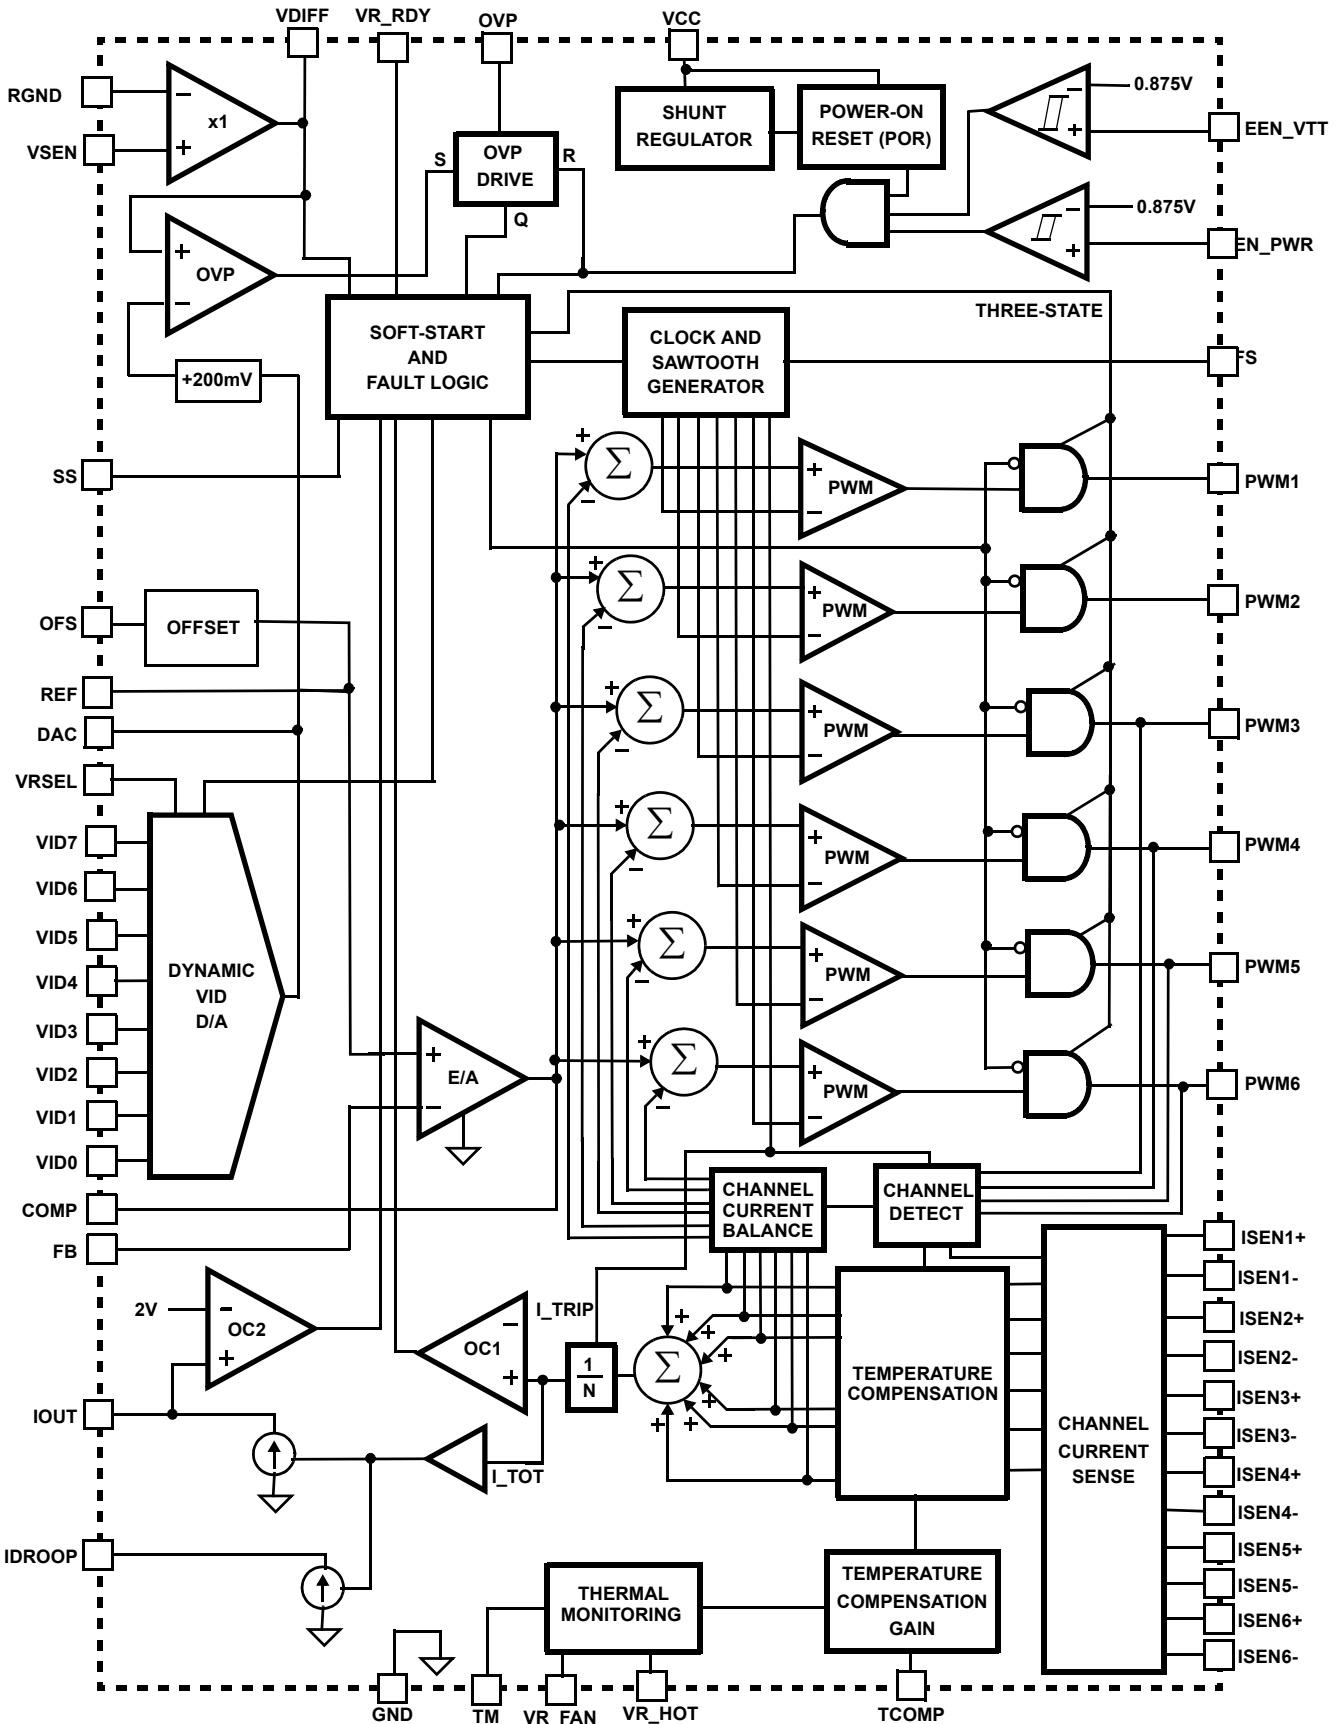 VDIFF
VR_RDY
OVP
VCC
RGND
VSEN
−
x1
+
S
OVP
DRIVE
R
Q
SHUNT
REGULATOR
POWER-ON
RESET (POR)
−
+
0.875V
EEN_VTT
−
+
0.875V
EN_PWR
+
OVP
−
+200mV
SOFT-START
AND
FAULT LOGIC
CLOCK AND
SAWTOOTH
GENERATOR
THREE-STATE
FS
SS
+
Σ
−
+
PWM
−
PWM1
+
Σ
−
+
PWM
−
PWM2
OFS
OFFSET
REF
DAC
VRSEL
+
Σ
−
+
PWM
−
PWM3
+
Σ
−
+
PWM
−
PWM4
+
Σ
−
+
PWM
−
PWM5
+
Σ
−
+
PWM
−
PWM6
VID7
VID6
VID5
VID4
VID3
VID2
VID1
VID0
DYNAMIC
VID
D/A
+
E/A
−
COMP
FB
CHANNEL
CURRENT
BALANCE
CHANNEL
DETECT
2V
−
OC2
+
I_TRIP
−
OC1
+
1
N
Σ
+
+
+
+
+
+
TEMPERATURE
COMPENSATION
CHANNEL
CURRENT
SENSE
ISEN1+
ISEN1-
ISEN2+
ISEN2-
ISEN3+
ISEN3-
ISEN4+
ISEN4-
ISEN5+
ISEN5-
ISEN6+
ISEN6-
IOUT
I_TOT
IDROOP
THERMAL
MONITORING
TEMPERATURE
COMPENSATION
GAIN
GND
TM
VR_FAN
VR_HOT
TCOMP